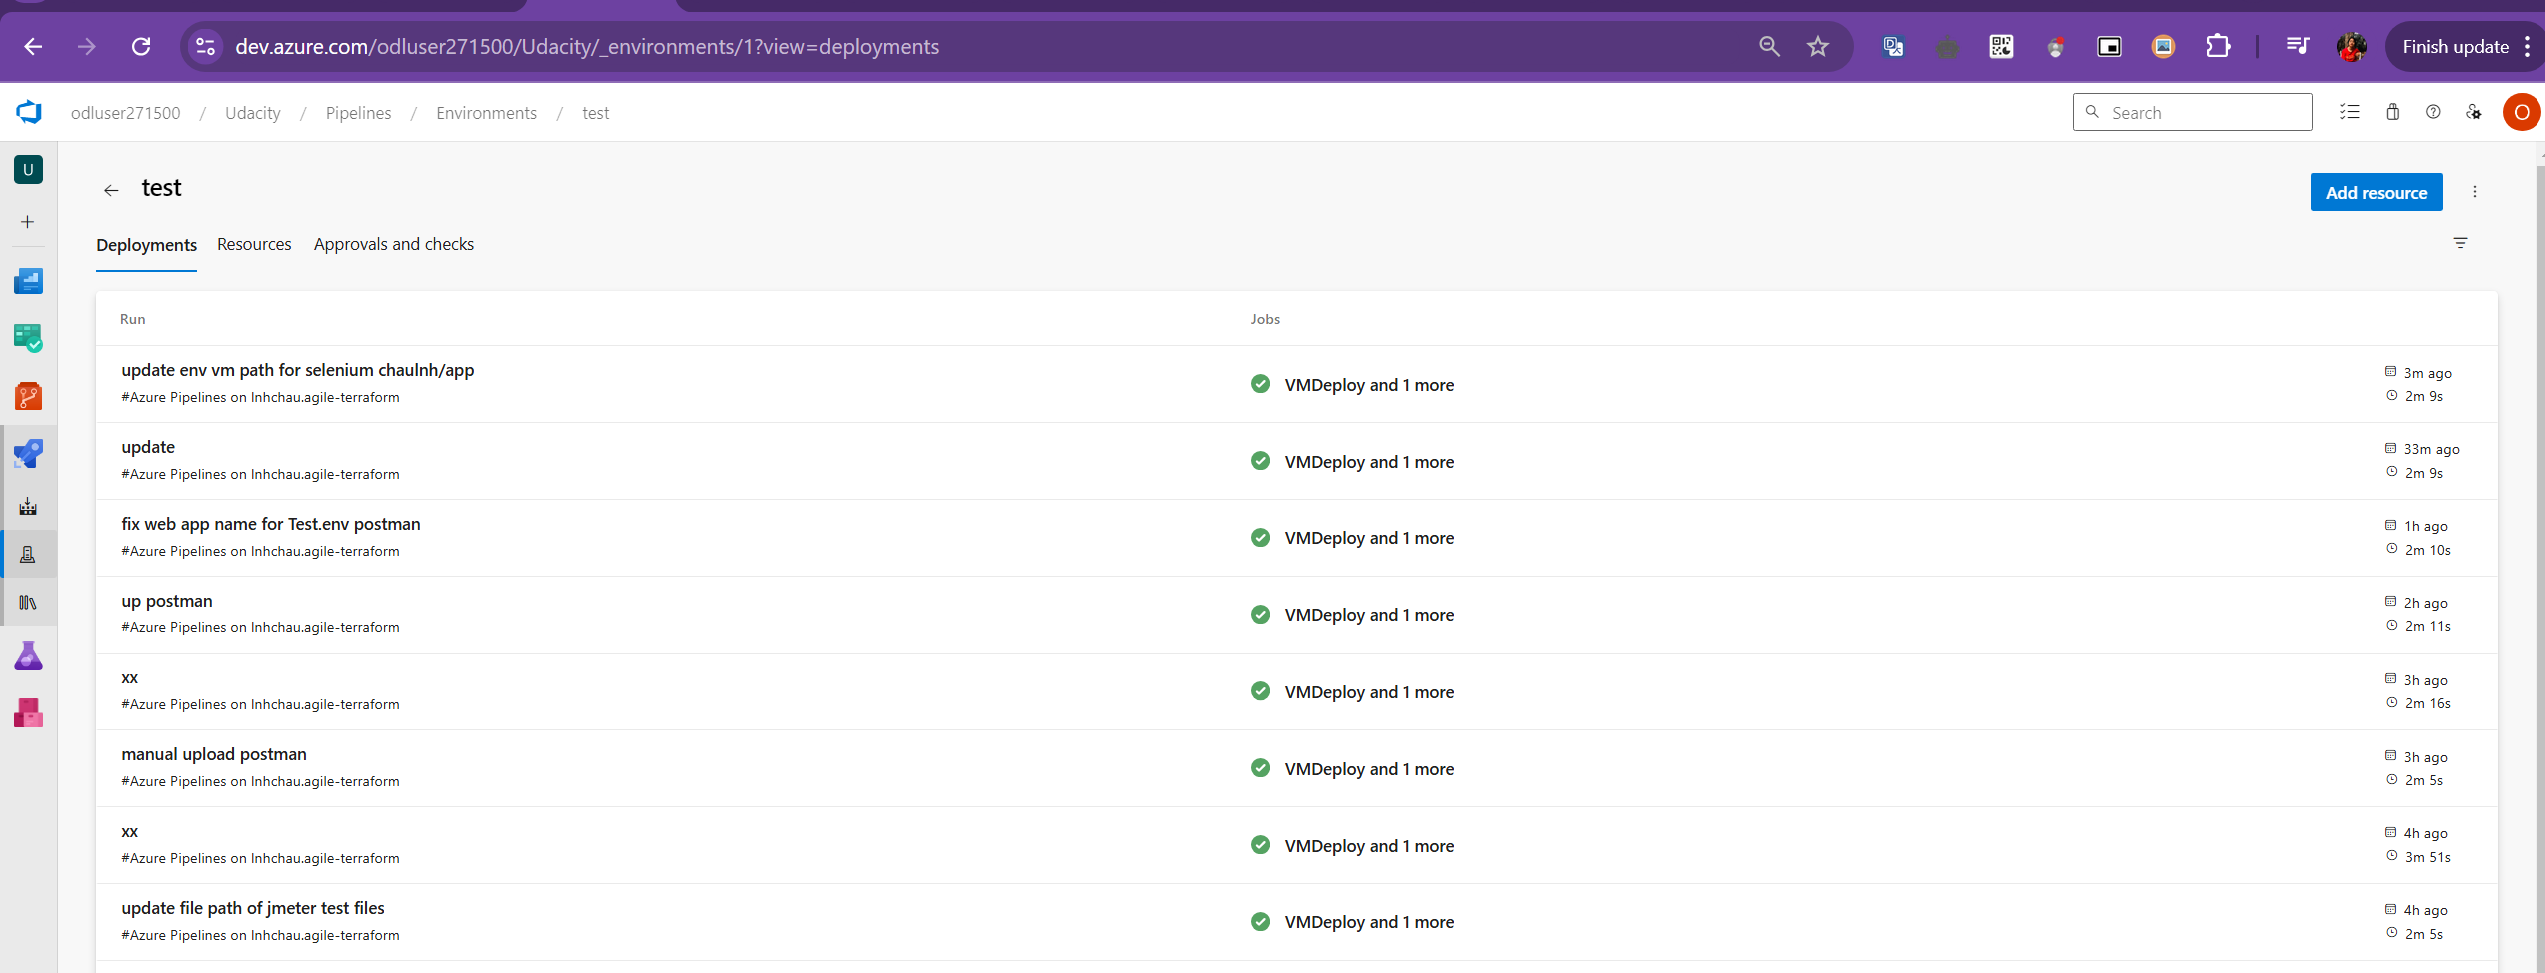 dev.azure.com/odluser271500/Udacity/_environments/1?view=deployments
Finish update
odluser271500 / Udacity / Pipelines / Environments / test
Search
O
U
test
Add resource
Deployments Resources Approvals and checks
Run Jobs
update env vm path for selenium chaulnh/app
#Azure Pipelines on lnhchau.agile-terraform
VMDeploy and 1 more
3m ago
2m 9s
update
#Azure Pipelines on lnhchau.agile-terraform
VMDeploy and 1 more
33m ago
2m 9s
fix web app name for Test.env postman
#Azure Pipelines on lnhchau.agile-terraform
VMDeploy and 1 more
1h ago
2m 10s
up postman
#Azure Pipelines on lnhchau.agile-terraform
VMDeploy and 1 more
2h ago
2m 11s
xx
#Azure Pipelines on lnhchau.agile-terraform
VMDeploy and 1 more
3h ago
2m 16s
manual upload postman
#Azure Pipelines on lnhchau.agile-terraform
VMDeploy and 1 more
3h ago
2m 5s
xx
#Azure Pipelines on lnhchau.agile-terraform
VMDeploy and 1 more
4h ago
3m 51s
update file path of jmeter test files
#Azure Pipelines on lnhchau.agile-terraform
VMDeploy and 1 more
4h ago
2m 5s